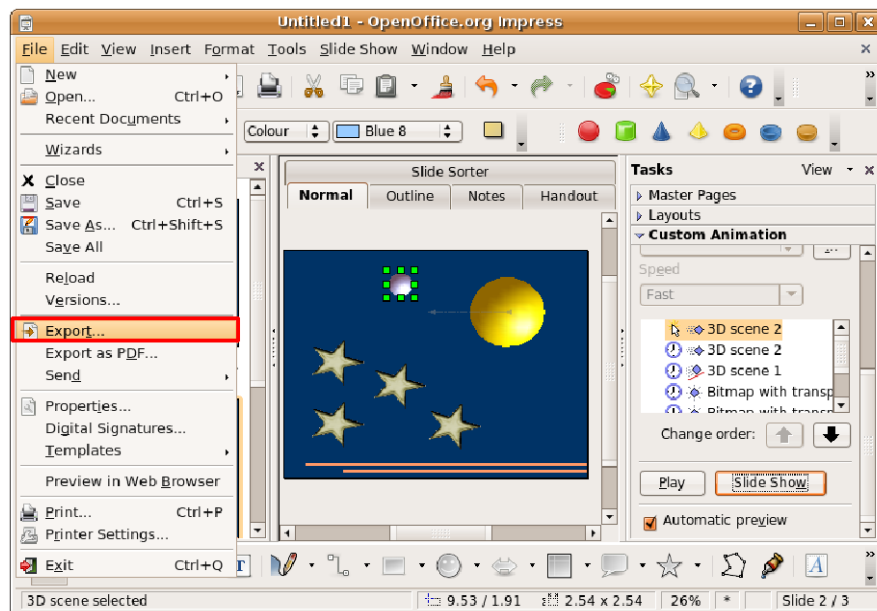 Untitled1 - OpenOffice.org Impress
File Edit View Insert Format Tools Slide Show Window Help
New
Open... Ctrl+O
Recent Documents
Wizards
Close
Save Ctrl+S
Save As... Ctrl+Shift+S
Save All
Reload
Versions...
Export...
Export as PDF...
Send
Properties...
Digital Signatures...
Templates
Preview in Web Browser
Print... Ctrl+P
Printer Settings...
Exit Ctrl+Q
Colour Blue 8
Slide Sorter
Normal Outline Notes Handout
Tasks View
Master Pages
Layouts
Custom Animation
Speed
Fast
3D scene 2
3D scene 2
3D scene 1
Bitmap with transp
Bitmap with transp
Change order:
Play Slide Show
Automatic preview
T A
3D scene selected 9.53 / 1.91 2.54 x 2.54 26% * Slide 2 / 3